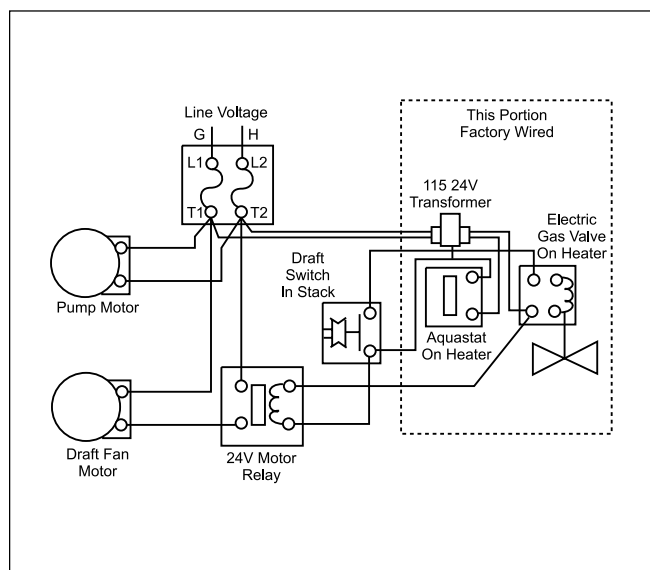 Line Voltage
G H
L1 L2
T1 T2
This Portion
Factory Wired
115 24V
Transformer
Electric
Gas Valve
On Heater
Draft
Switch
In Stack
Pump Motor
Aquastat
On Heater
Draft Fan
Motor
24V Motor
Relay